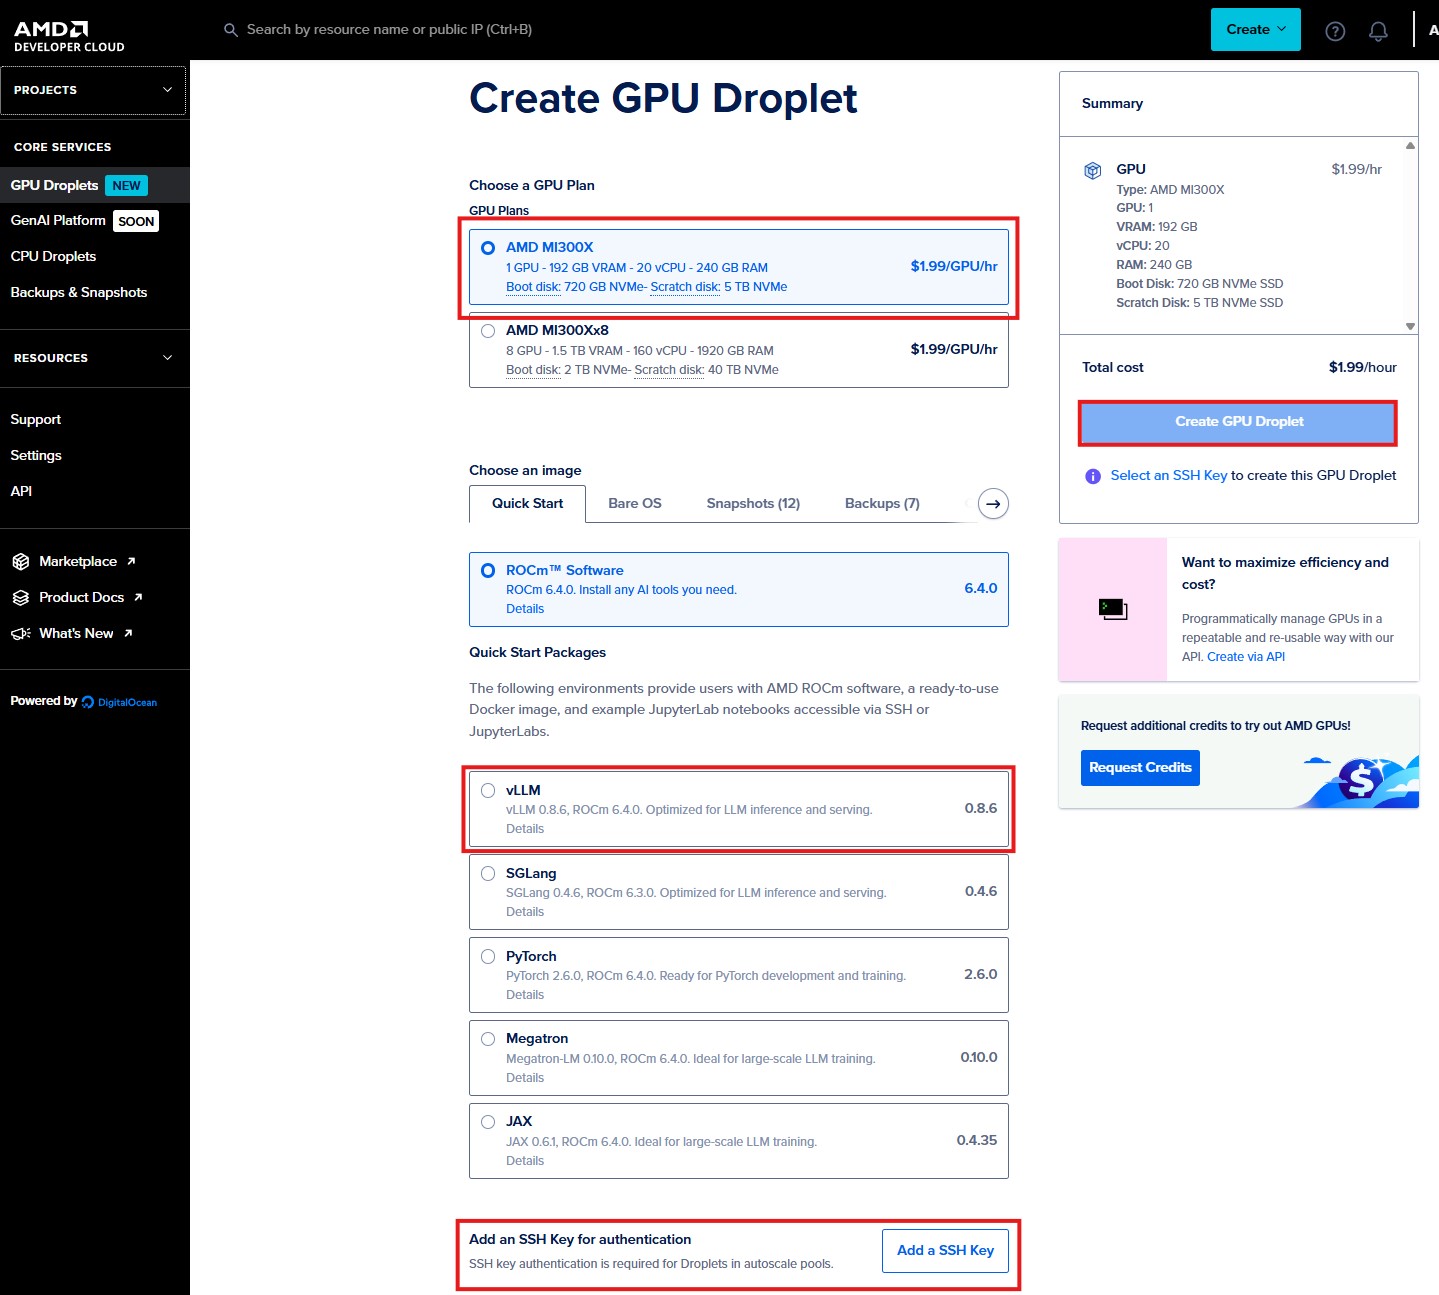 AMD
DEVELOPER CLOUD
Search by resource name or public IP (Ctrl+B)
Create
?
A
PROJECTS
CORE SERVICES
GPU Droplets NEW
GenAI Platform SOON
CPU Droplets
Backups & Snapshots
RESOURCES
Support
Settings
API
Marketplace
Product Docs
What's New
Powered by DigitalOcean
Create GPU Droplet
Choose a GPU Plan
GPU Plans
AMD MI300X
1 GPU - 192 GB VRAM - 20 vCPU - 240 GB RAM
$1.99/GPU/hr
Boot disk: 720 GB NVMe- Scratch disk: 5 TB NVMe
AMD MI300Xx8
8 GPU - 1.5 TB VRAM - 160 vCPU - 1920 GB RAM
$1.99/GPU/hr
Boot disk: 2 TB NVMe- Scratch disk: 40 TB NVMe
Choose an image
Quick Start Bare OS Snapshots (12) Backups (7)
ROCm™ Software
ROCm 6.4.0. Install any AI tools you need.
6.4.0
Details
Quick Start Packages
The following environments provide users with AMD ROCm software, a ready-to-use
Docker image, and example JupyterLab notebooks accessible via SSH or
JupyterLabs.
vLLM
vLLM 0.8.6, ROCm 6.4.0. Optimized for LLM inference and serving.
0.8.6
Details
SGLang
SGLang 0.4.6, ROCm 6.3.0. Optimized for LLM inference and serving.
0.4.6
Details
PyTorch
PyTorch 2.6.0, ROCm 6.4.0. Ready for PyTorch development and training.
2.6.0
Details
Megatron
Megatron-LM 0.10.0, ROCm 6.4.0. Ideal for large-scale LLM training.
0.10.0
Details
JAX
JAX 0.6.1, ROCm 6.4.0. Ideal for large-scale LLM training.
0.4.35
Details
Add an SSH Key for authentication
SSH key authentication is required for Droplets in autoscale pools.
Add a SSH Key
Summary
GPU $1.99/hr
Type: AMD MI300X
GPU: 1
VRAM: 192 GB
vCPU: 20
RAM: 240 GB
Boot Disk: 720 GB NVMe SSD
Scratch Disk: 5 TB NVMe SSD
Total cost $1.99/hour
Create GPU Droplet
Select an SSH Key to create this GPU Droplet
Want to maximize efficiency and
cost?
Programmatically manage GPUs in a
repeatable and re-usable way with our
API. Create via API
Request additional credits to try out AMD GPUs!
Request Credits
$